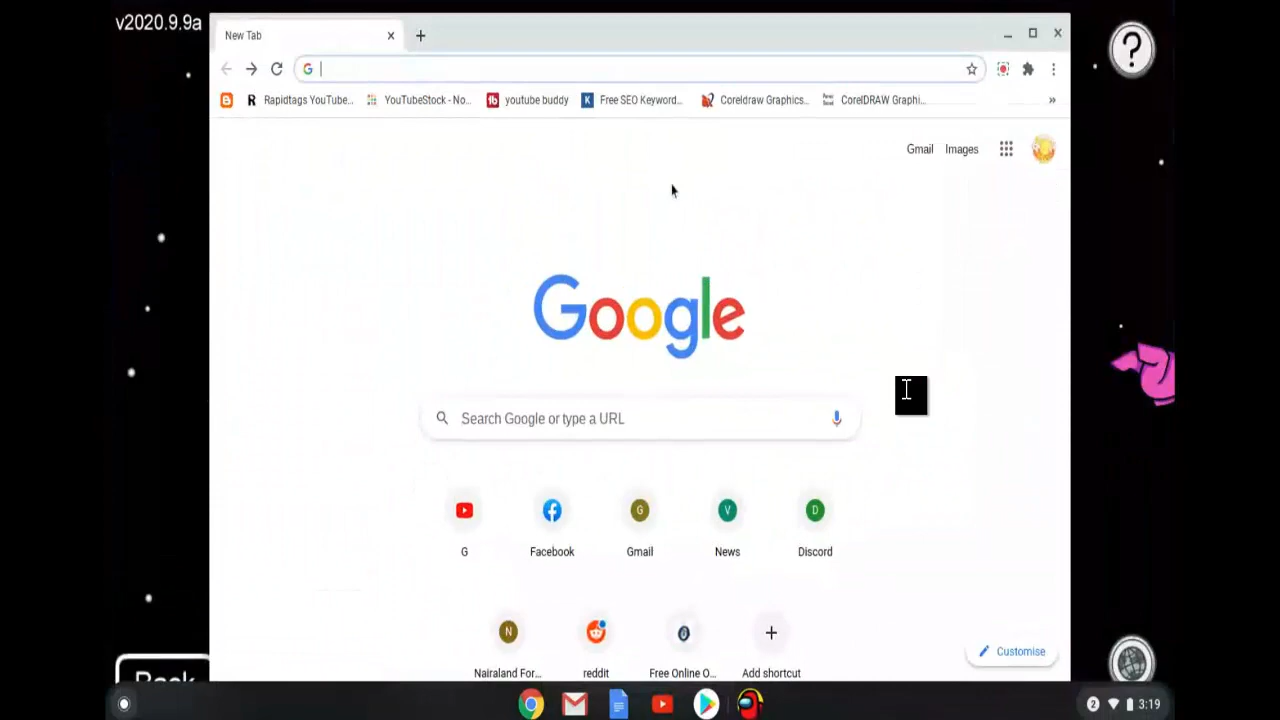 v2020.9.9a
New Tab
Rapidtags YouTube...
YouTubeStock - No...
youtube buddy
Free SEO Keyword...
Coreldraw Graphics...
CorelDRAW Graphi...
Gmail
Images
Google
Search Google or type a URL
G
V
D
G
Facebook
Gmail
News
Discord
N
Nairaland For...
reddit
Free Online O...
Add shortcut
Customise
Back
2
3:19